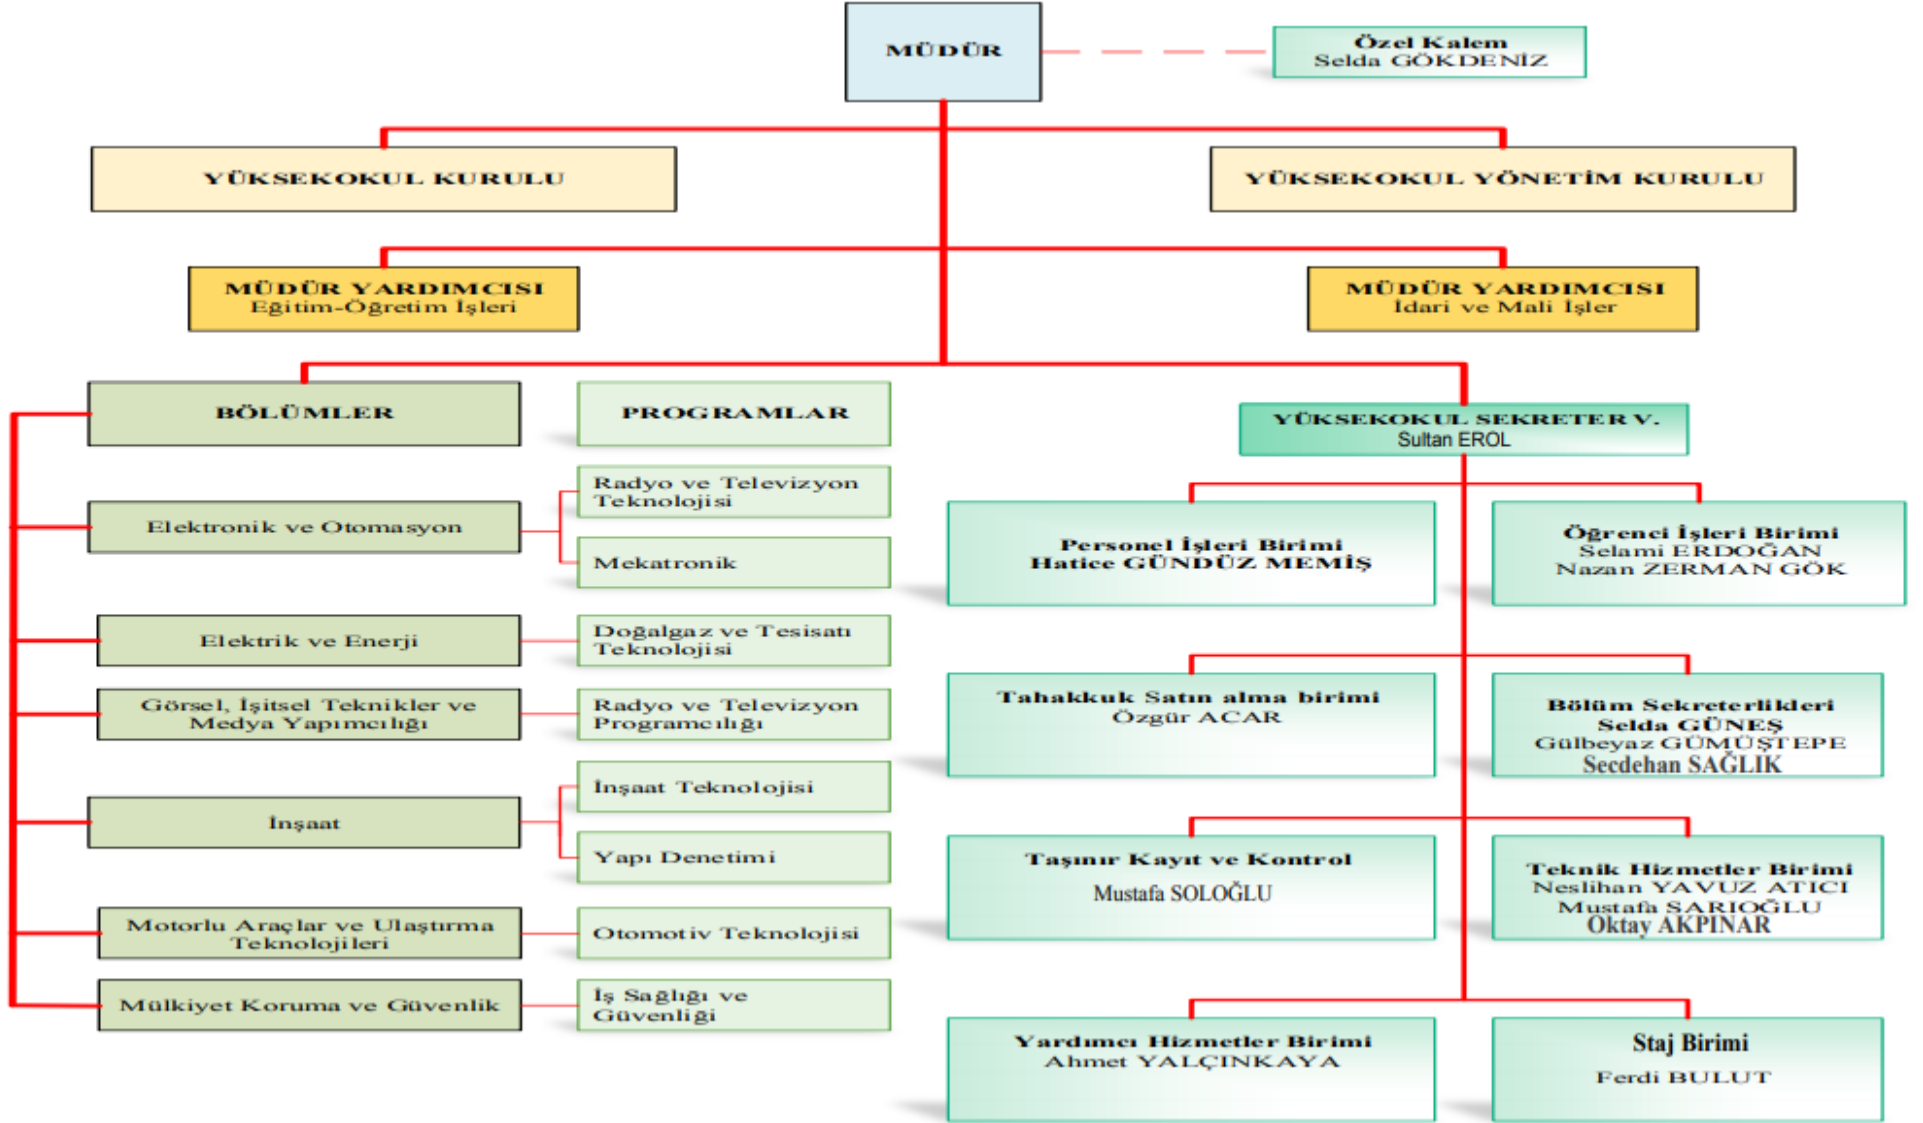 MÜDÜR
Özel Kalem
Selda GÖKDENİZ
YÜKSEKOKUL KURULU
YÜKSEKOKUL YÖNETİM KURULU
MÜDÜR YARDIMCISI
Eğitim-Öğretim İşleri
MÜDÜR YARDIMCISI
İdari ve Mali İşler
BÖLÜMLER
PROGRAMLAR
Elektronik ve Otomasyon
Radyo ve Televizyon
Teknolojisi
Mekatronik
Elektrik ve Enerji
Doğalgaz ve Tesisatı
Teknolojisi
Görsel, İşitsel Teknikler ve
Medya Yapımcılığı
Radyo ve Televizyon
Programcılığı
İnşaat
İnşaat Teknolojisi
Yapı Denetimi
Motorlu Araçlar ve Ulaştırma
Teknolojileri
Otomotiv Teknolojisi
Mülkiyet Koruma ve Güvenlik
İş Sağlığı ve
Güvenliği
YÜKSEKOKUL SEKRETER V.
Sultan EROL
Personel İşleri Birimi
Hatice GÜNDÜZ MEMİŞ
Öğrenci İşleri Birimi
Selami ERDOĞAN
Nazan ZERMAN GÖK
Tahakkuk Satın alma birimi
Özgür ACAR
Bölüm Sekreterlikleri
Selda GÜNEŞ
Gülbeyaz GÜMÜŞTEPE
Secdehan SAĞLIK
Taşınır Kayıt ve Kontrol
Mustafa SOLOĞLU
Teknik Hizmetler Birimi
Neslihan YAVUZ ATICI
Mustafa SARIOĞLU
Oktay AKPINAR
Yardımcı Hizmetler Birimi
Ahmet YALÇINKAYA
Staj Birimi
Ferdi BULUT